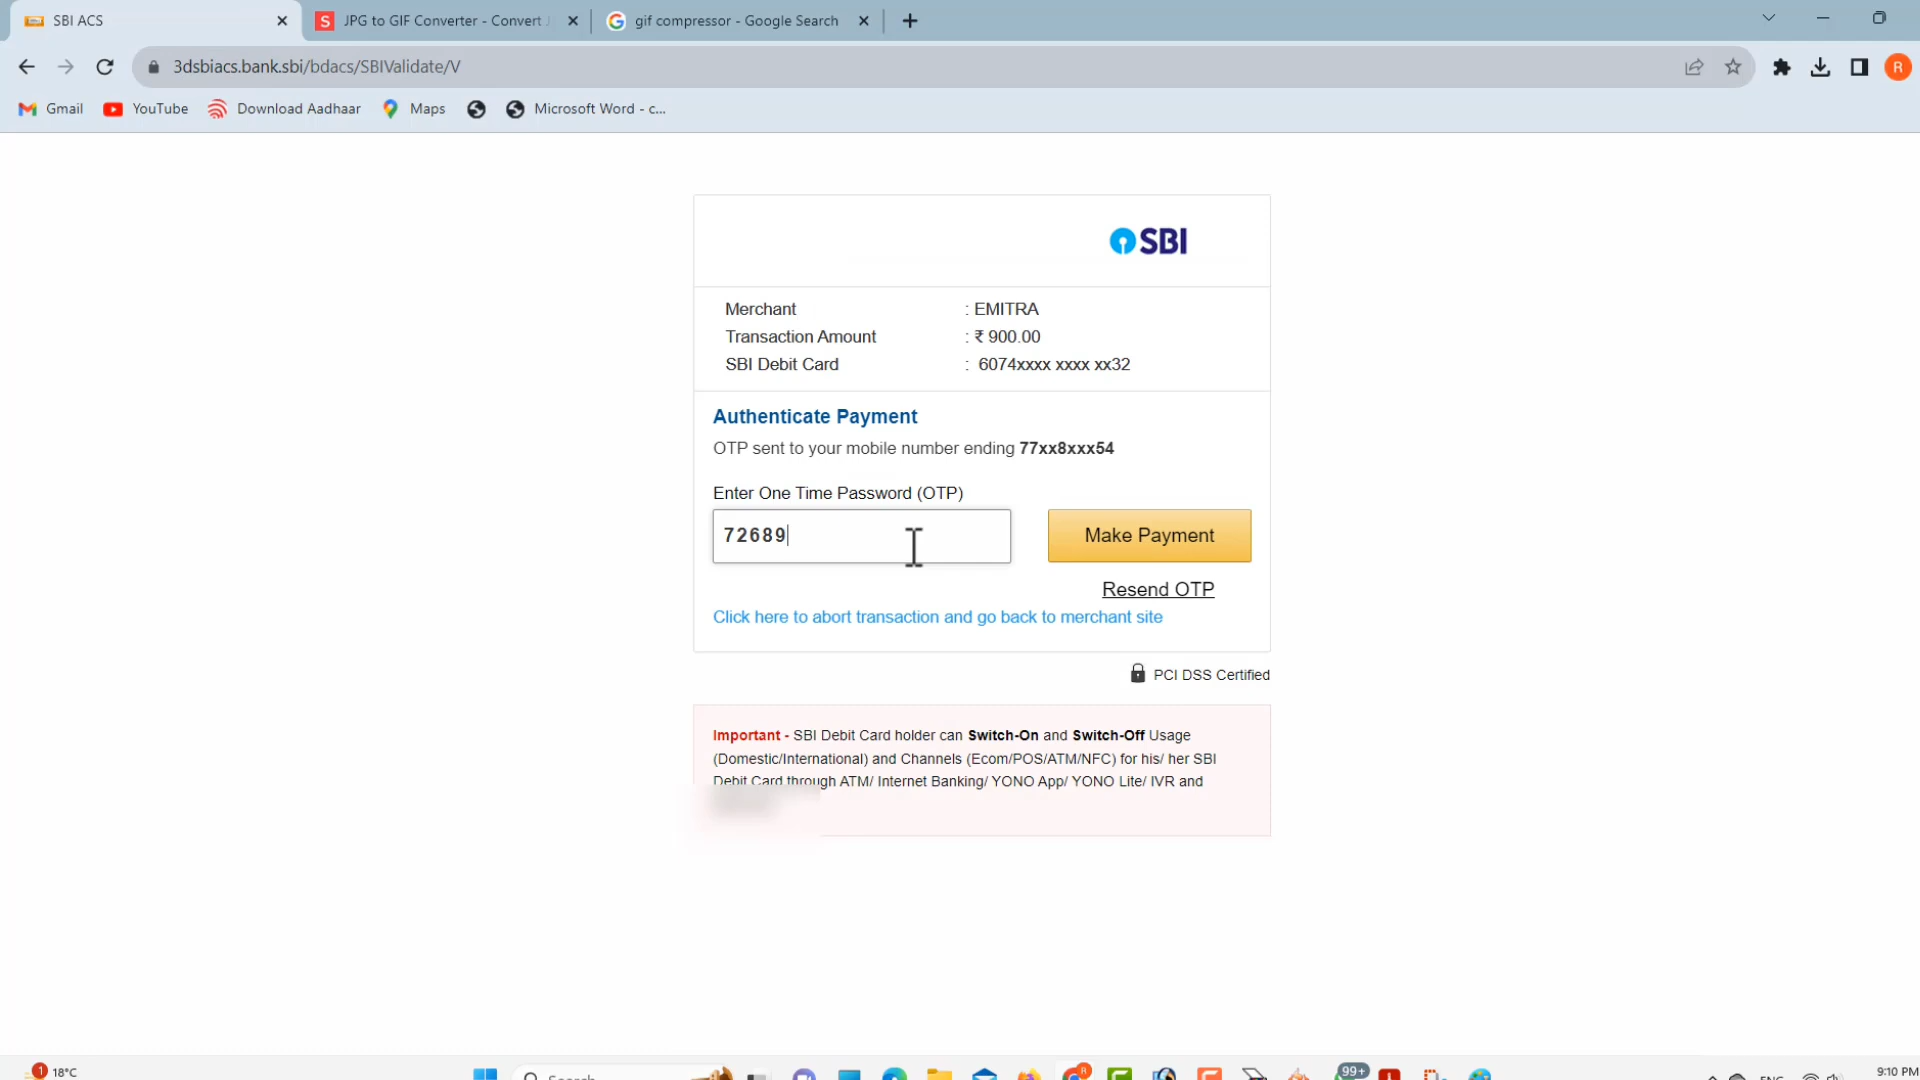 SBI ACS
JPG to GIF Converter - Convert J
gif compressor - Google Search
3dsbiacs.bank.sbi/bdacs/SBIValidate/V
R
Gmail
YouTube
Download Aadhaar
Maps
Microsoft Word - c...
SBI
Merchant : EMITRA
Transaction Amount : ₹ 900.00
SBI Debit Card : 6074xxxx xxxx xx32
Authenticate Payment
OTP sent to your mobile number ending 77xx8xxx54
Enter One Time Password (OTP)
72689
Make Payment
Resend OTP
Click here to abort transaction and go back to merchant site
PCI DSS Certified
Important - SBI Debit Card holder can Switch-On and Switch-Off Usage
(Domestic/International) and Channels (Ecom/POS/ATM/NFC) for his/ her SBI
Debit Card through ATM/ Internet Banking/ YONO App/ YONO Lite/ IVR and
1
18°C
Search
99+
ENG
9:10 PM